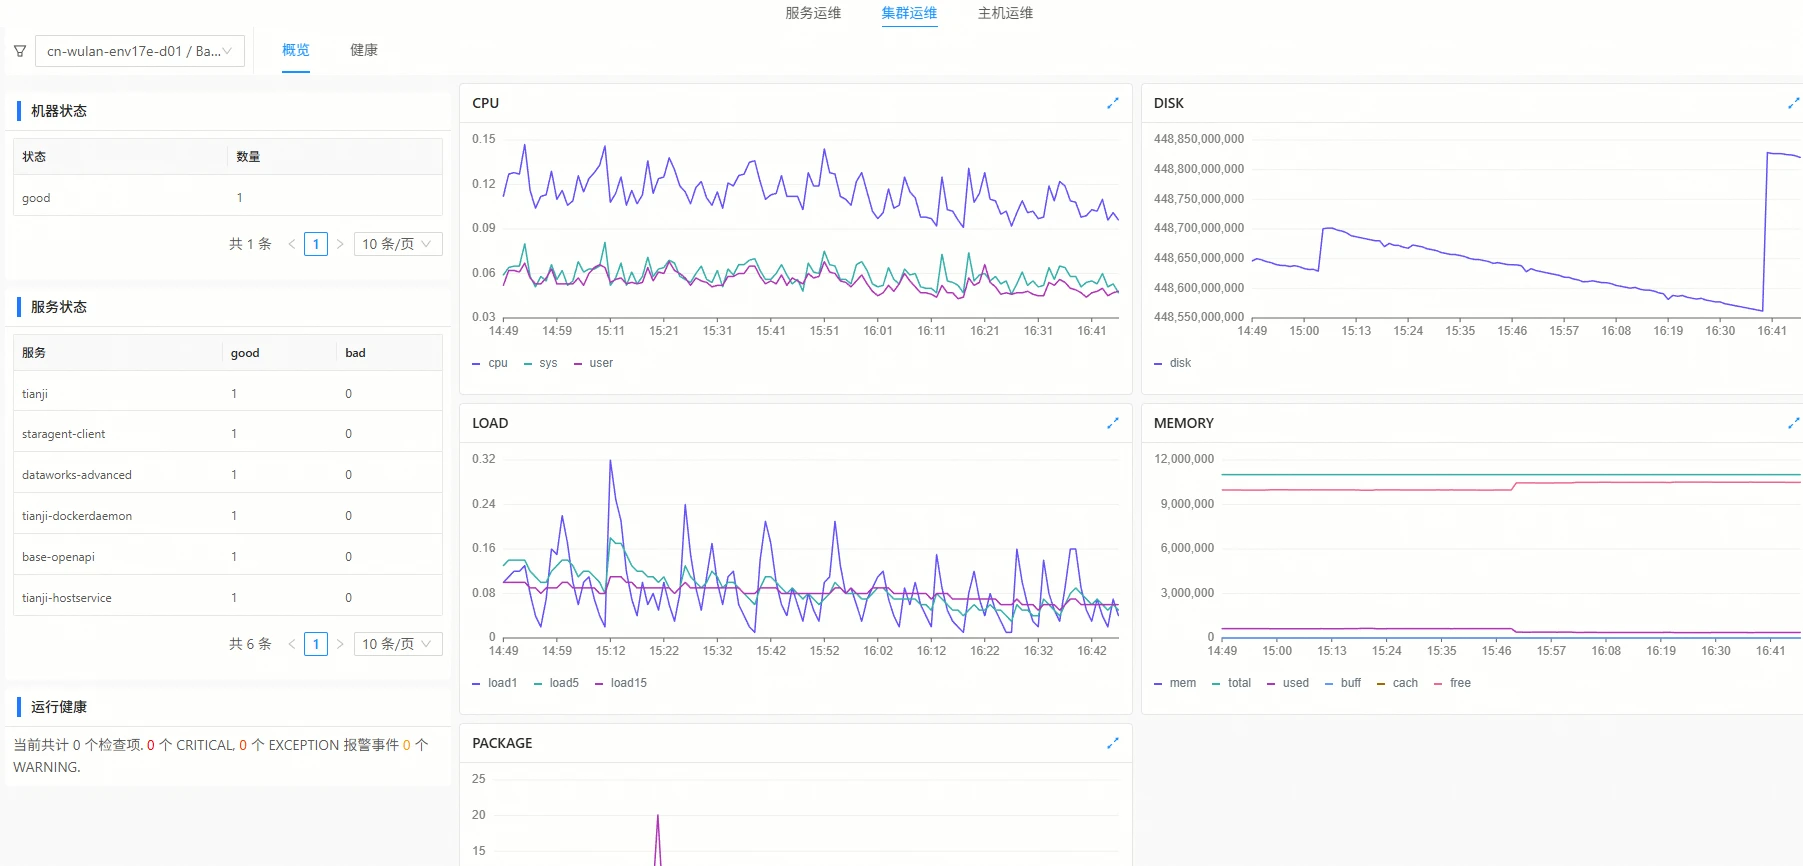 服务运维 集群运维 主机运维
cn-wulan-env17e-d01 / Ba... 概览 健康
机器状态
状态 数量
good 1
共 1 条 < 1 > 10 条/页
服务状态
服务 good bad
tianji 1 0
staragent-client 1 0
dataworks-advanced 1 0
tianji-dockerdaemon 1 0
base-openapi 1 0
tianji-hostservice 1 0
共 6 条 < 1 > 10 条/页
运行健康
当前共计 0 个检查项. 0 个 CRITICAL, 0 个 EXCEPTION 报警事件 0 个
WARNING.
CPU
0.15
0.12
0.09
0.06
0.03
14:49 14:59 15:11 15:21 15:31 15:41 15:51 16:01 16:11 16:21 16:31 16:41
cpu sys user
DISK
448,850,000,000
448,800,000,000
448,750,000,000
448,700,000,000
448,650,000,000
448,600,000,000
448,550,000,000
14:49 15:00 15:13 15:24 15:35 15:46 15:57 16:08 16:19 16:30 16:41
disk
LOAD
0.32
0.24
0.16
0.08
0
14:49 14:59 15:12 15:22 15:32 15:42 15:52 16:02 16:12 16:22 16:32 16:42
load1 load5 load15
MEMORY
12,000,000
9,000,000
6,000,000
3,000,000
0
14:49 15:00 15:13 15:24 15:35 15:46 15:57 16:08 16:19 16:30 16:41
mem total used buff cach free
PACKAGE
25
20
15